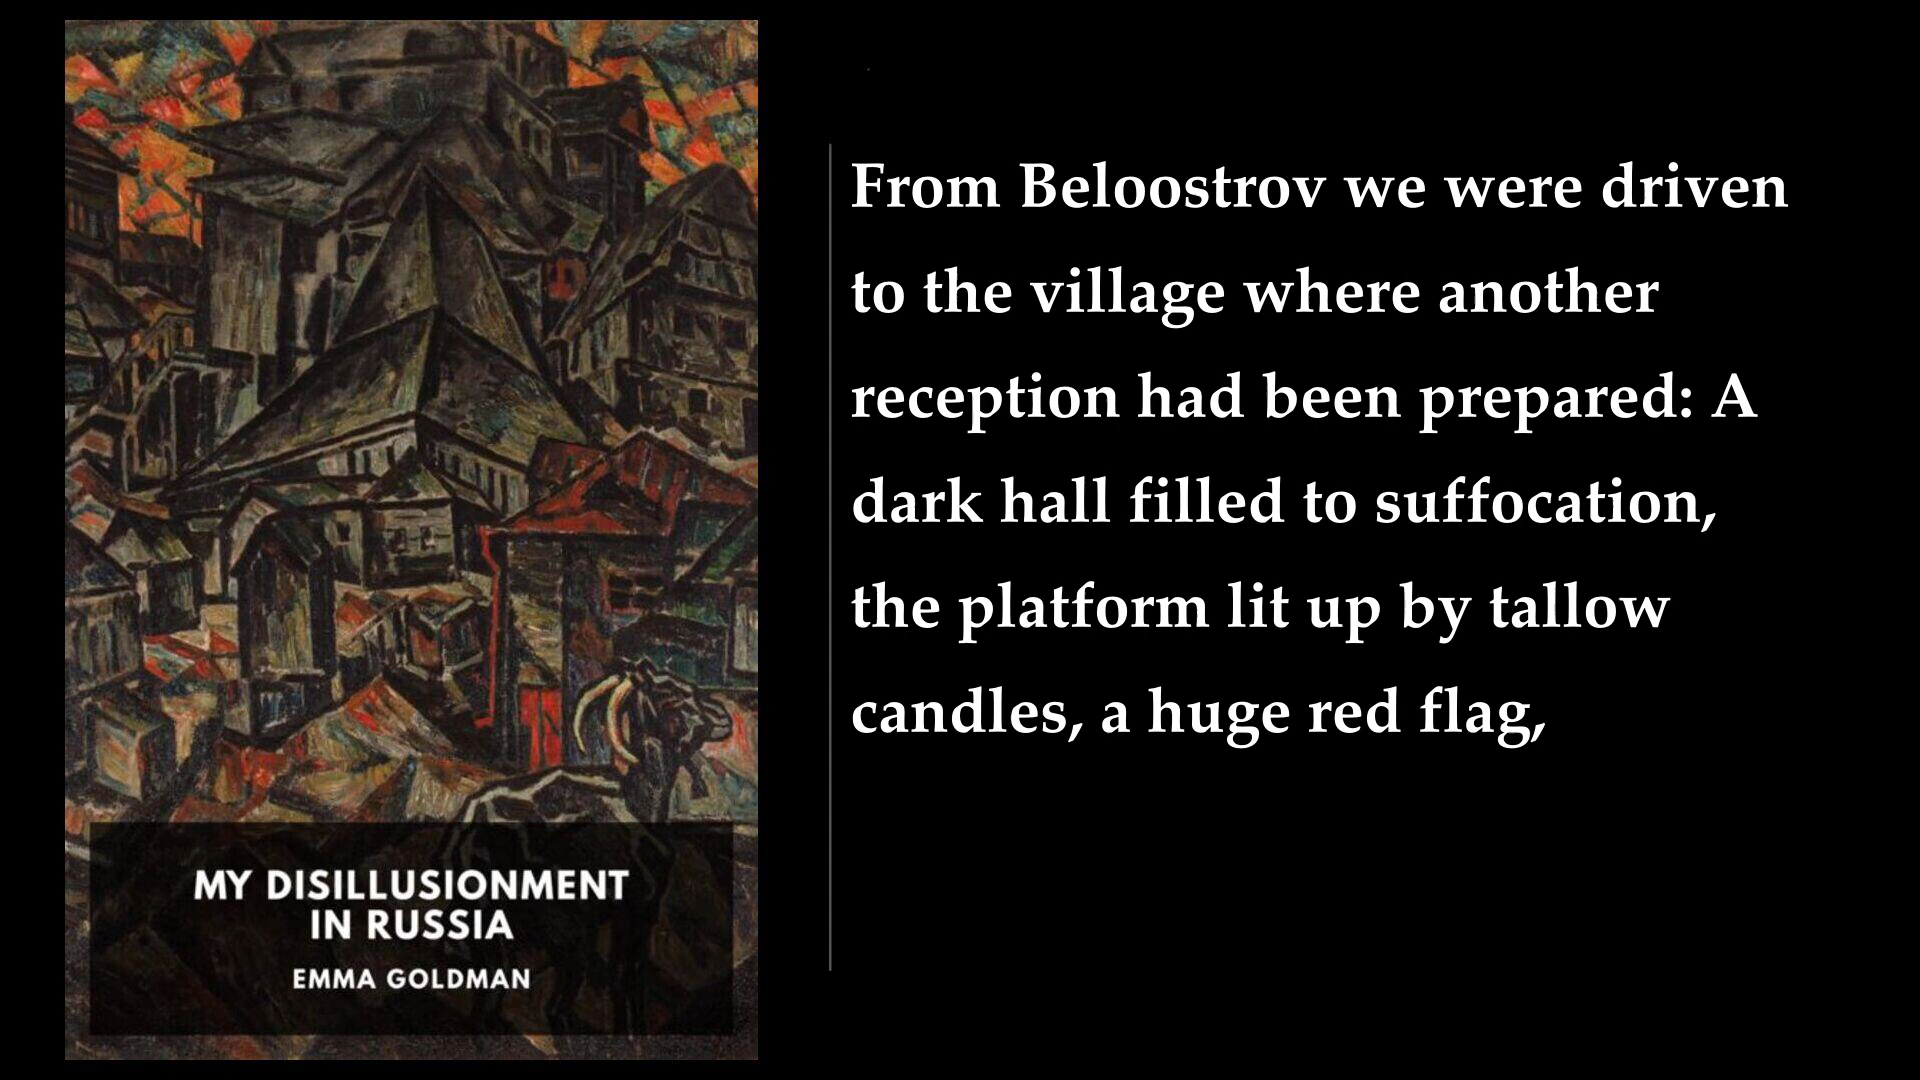 MY DISILLUSIONMENT
IN RUSSIA
EMMA GOLDMAN
From Beloostrov we were driven
to the village where another
reception had been prepared: A
dark hall filled to suffocation,
the platform lit up by tallow
candles, a huge red flag,